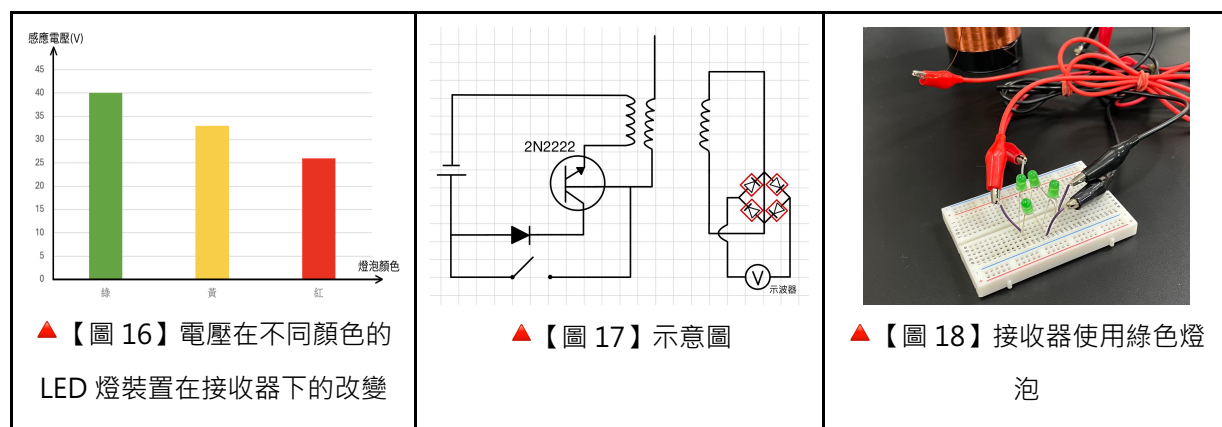 感應電壓(V)
45
40
35
30
25
20
15
10
5
0
綠
黃
紅
燈泡顏色
▲【圖 16】電壓在不同顏色的
LED 燈裝置在接收器下的改變
2N2222
V
示波器
▲【圖 17】示意圖
▲【圖 18】接收器使用綠色燈
泡